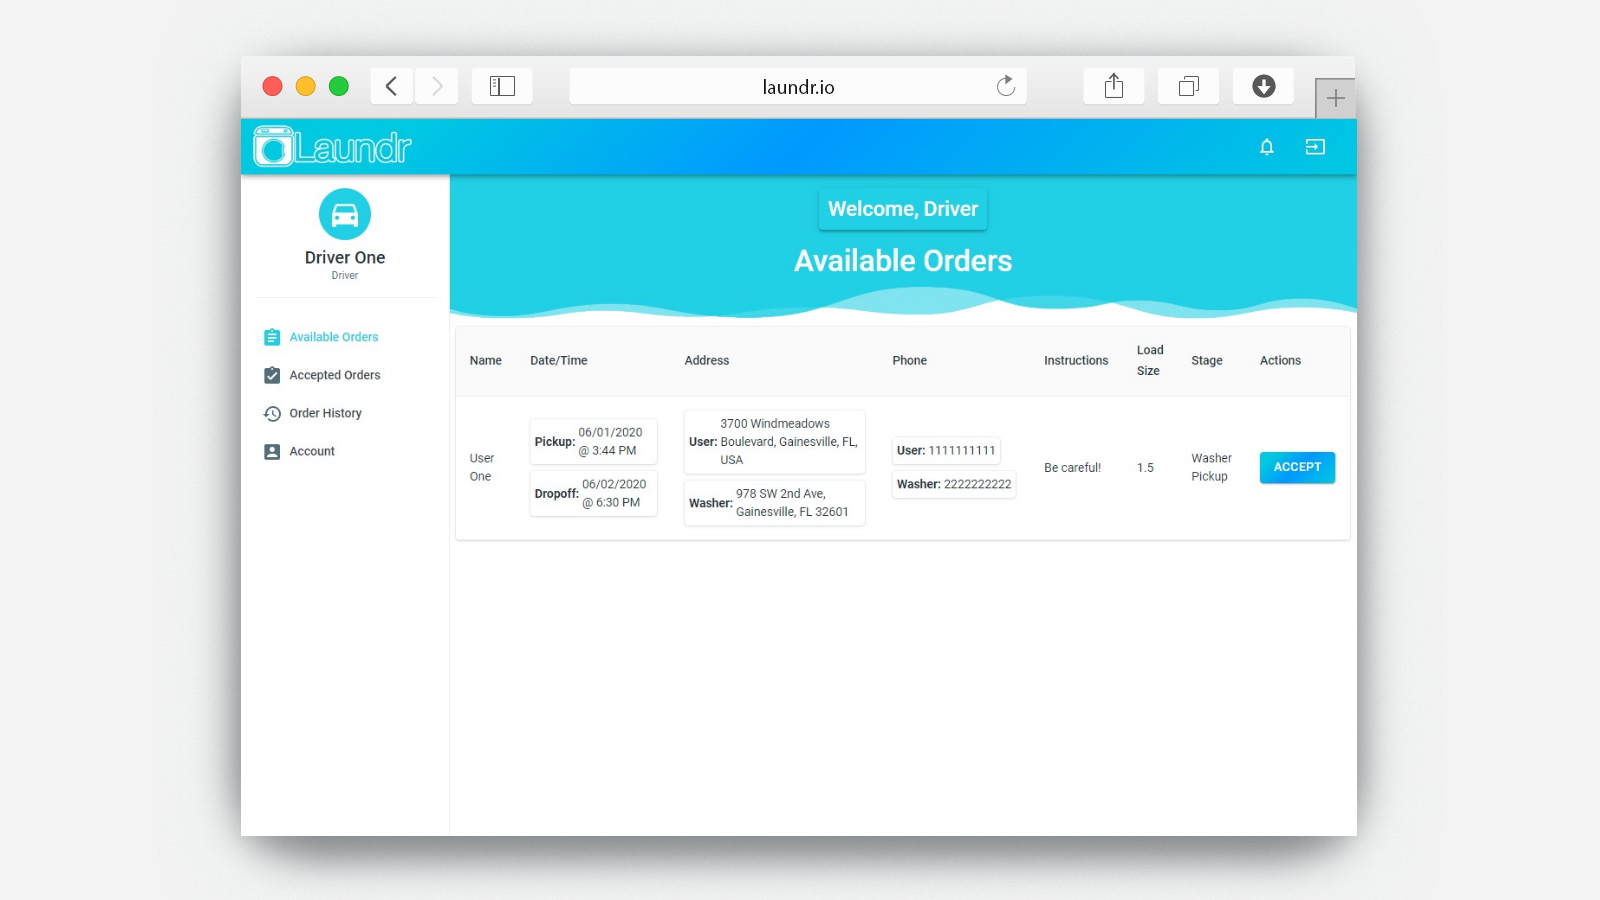 laundr.io
Laundr
Welcome, Driver
Available Orders
Driver One
Driver
Available Orders
Accepted Orders
Order History
Account
Name Date/Time Address Phone Instructions Load Size Stage Actions
User One
Pickup: 06/01/2020 @ 3:44 PM
Dropoff: 06/02/2020 @ 6:30 PM
User: 3700 Windmeadows Boulevard, Gainesville, FL, USA
Washer: 978 SW 2nd Ave, Gainesville, FL 32601
User: 1111111111
Washer: 2222222222
Be careful!
1.5
Washer Pickup
ACCEPT